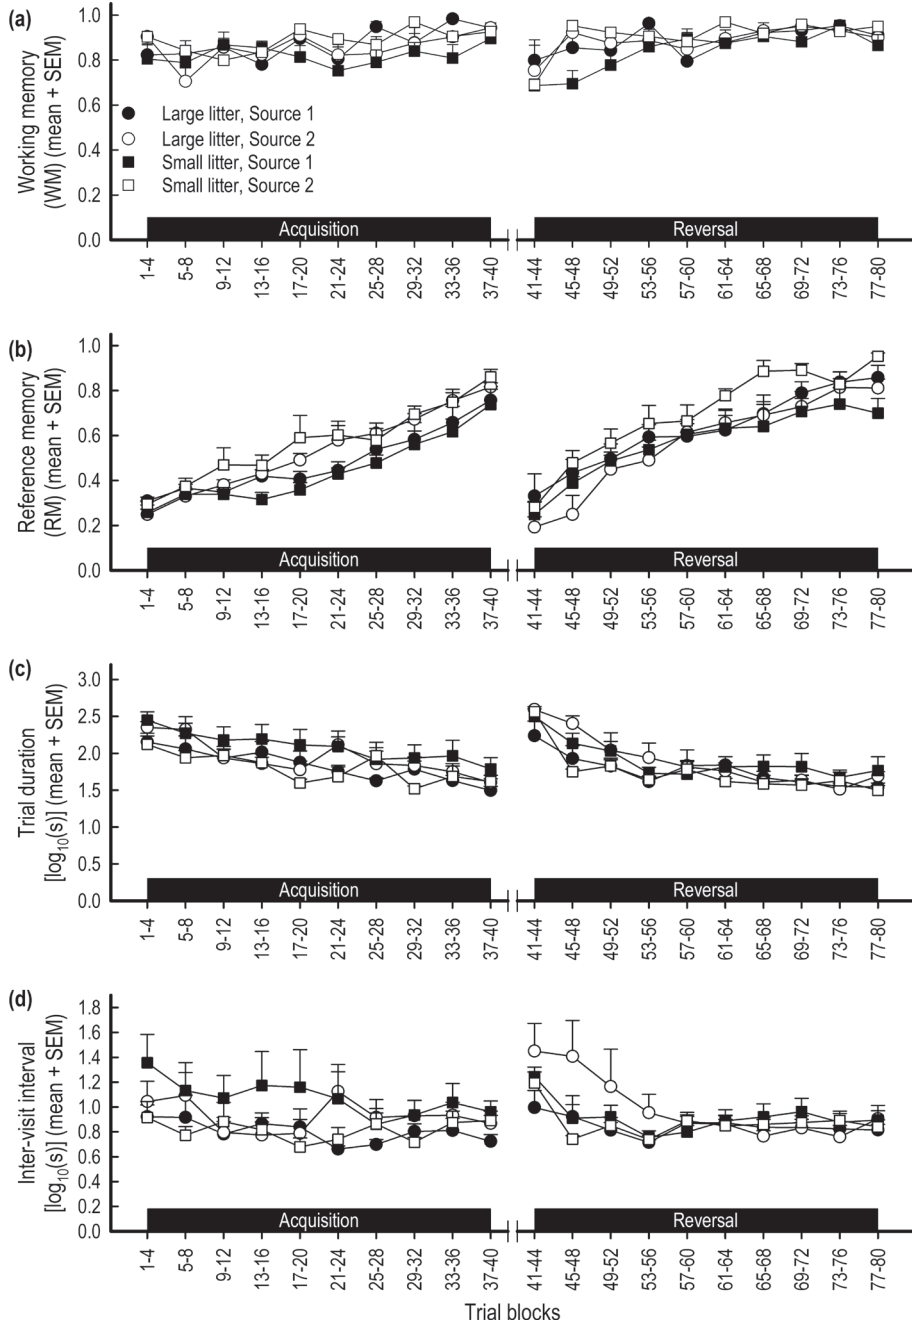 (a)
Working memory
(WM) (mean + SEM)
1.0
0.8
0.6
0.4
0.2
0.0
Large litter, Source 1
Large litter, Source 2
Small litter, Source 1
Small litter, Source 2
Acquisition
Reversal
1-4 5-8 9-12 13-16 17-20 21-24 25-28 29-32 33-36 37-40 41-44 45-48 49-52 53-56 57-60 61-64 65-68 69-72 73-76 77-80
(b)
Reference memory
(RM) (mean + SEM)
1.0
0.8
0.6
0.4
0.2
0.0
Acquisition
Reversal
1-4 5-8 9-12 13-16 17-20 21-24 25-28 29-32 33-36 37-40 41-44 45-48 49-52 53-56 57-60 61-64 65-68 69-72 73-76 77-80
(c)
Trial duration
[log₁₀(s)] (mean + SEM)
3.0
2.5
2.0
1.5
1.0
0.5
0.0
Acquisition
Reversal
1-4 5-8 9-12 13-16 17-20 21-24 25-28 29-32 33-36 37-40 41-44 45-48 49-52 53-56 57-60 61-64 65-68 69-72 73-76 77-80
(d)
Inter-visit interval
[log₁₀(s)] (mean + SEM)
1.8
1.6
1.4
1.2
1.0
0.8
0.6
0.4
0.2
0.0
Acquisition
Reversal
1-4 5-8 9-12 13-16 17-20 21-24 25-28 29-32 33-36 37-40 41-44 45-48 49-52 53-56 57-60 61-64 65-68 69-72 73-76 77-80
Trial blocks